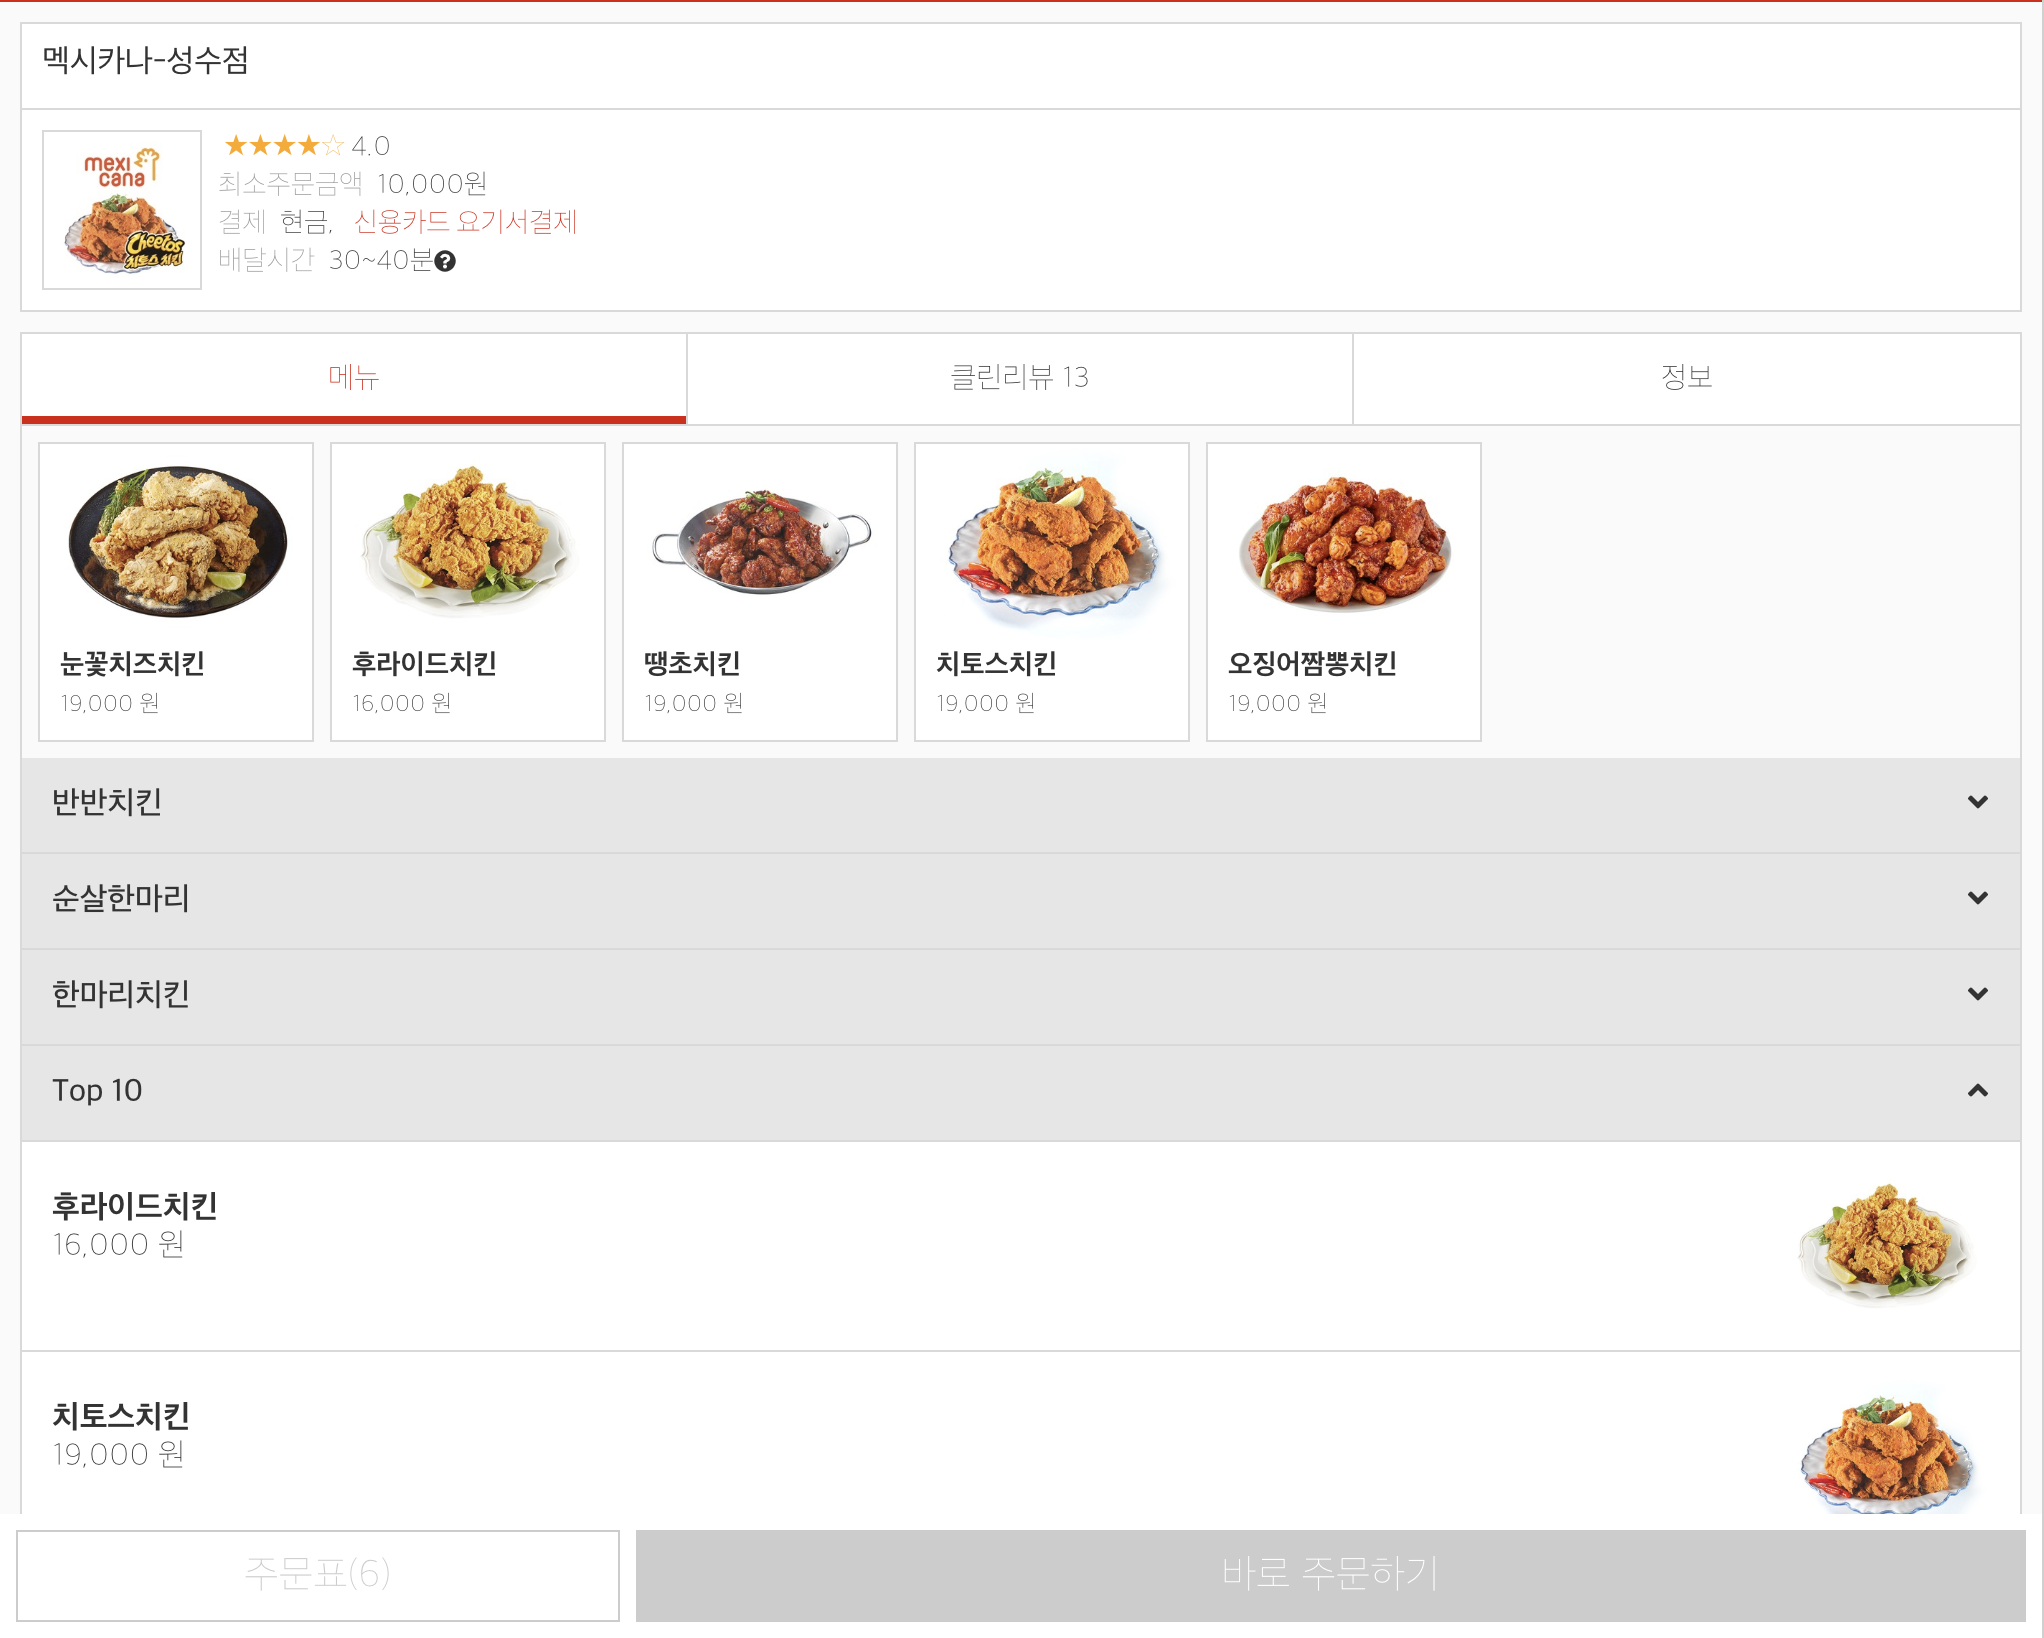 멕시카나-성수점
mexi
cana
Cheetos
치토스 치킨
★★★★☆ 4.0
최소주문금액 10,000원
결제 현금, 신용카드 요기서결제
배달시간 30~40분?
메뉴
클린리뷰 13
정보
눈꽃치즈치킨
19,000 원
후라이드치킨
16,000 원
땡초치킨
19,000 원
치토스치킨
19,000 원
오징어짬뽕치킨
19,000 원
반반치킨
순살한마리
한마리치킨
Top 10
후라이드치킨
16,000 원
치토스치킨
19,000 원
주문표(6)
바로 주문하기